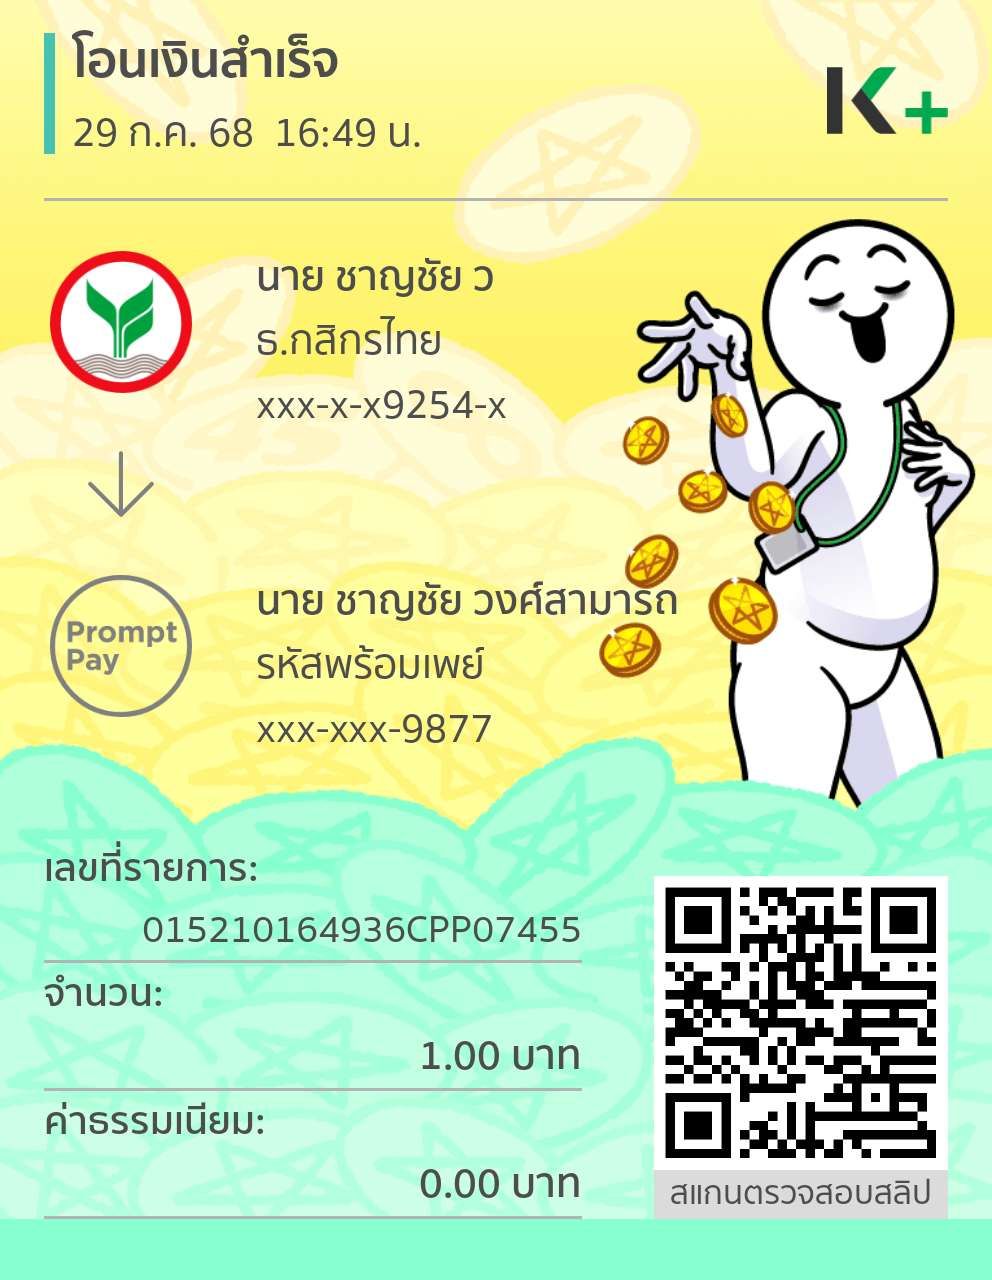 โอนเงินสำเร็จ
29 ก.ค. 68 16:49 น.
K+
นาย ชาญชัย ว
ธ.กสิกรไทย
xxx-x-x9254-x
Prompt
Pay
นาย ชาญชัย วงศ์สามารถ
รหัสพร้อมเพย์
xxx-xxx-9877
เลขที่รายการ:
015210164936CPP07455
จำนวน:
1.00 บาท
ค่าธรรมเนียม:
0.00 บาท
สแกนตรวจสอบสลิป